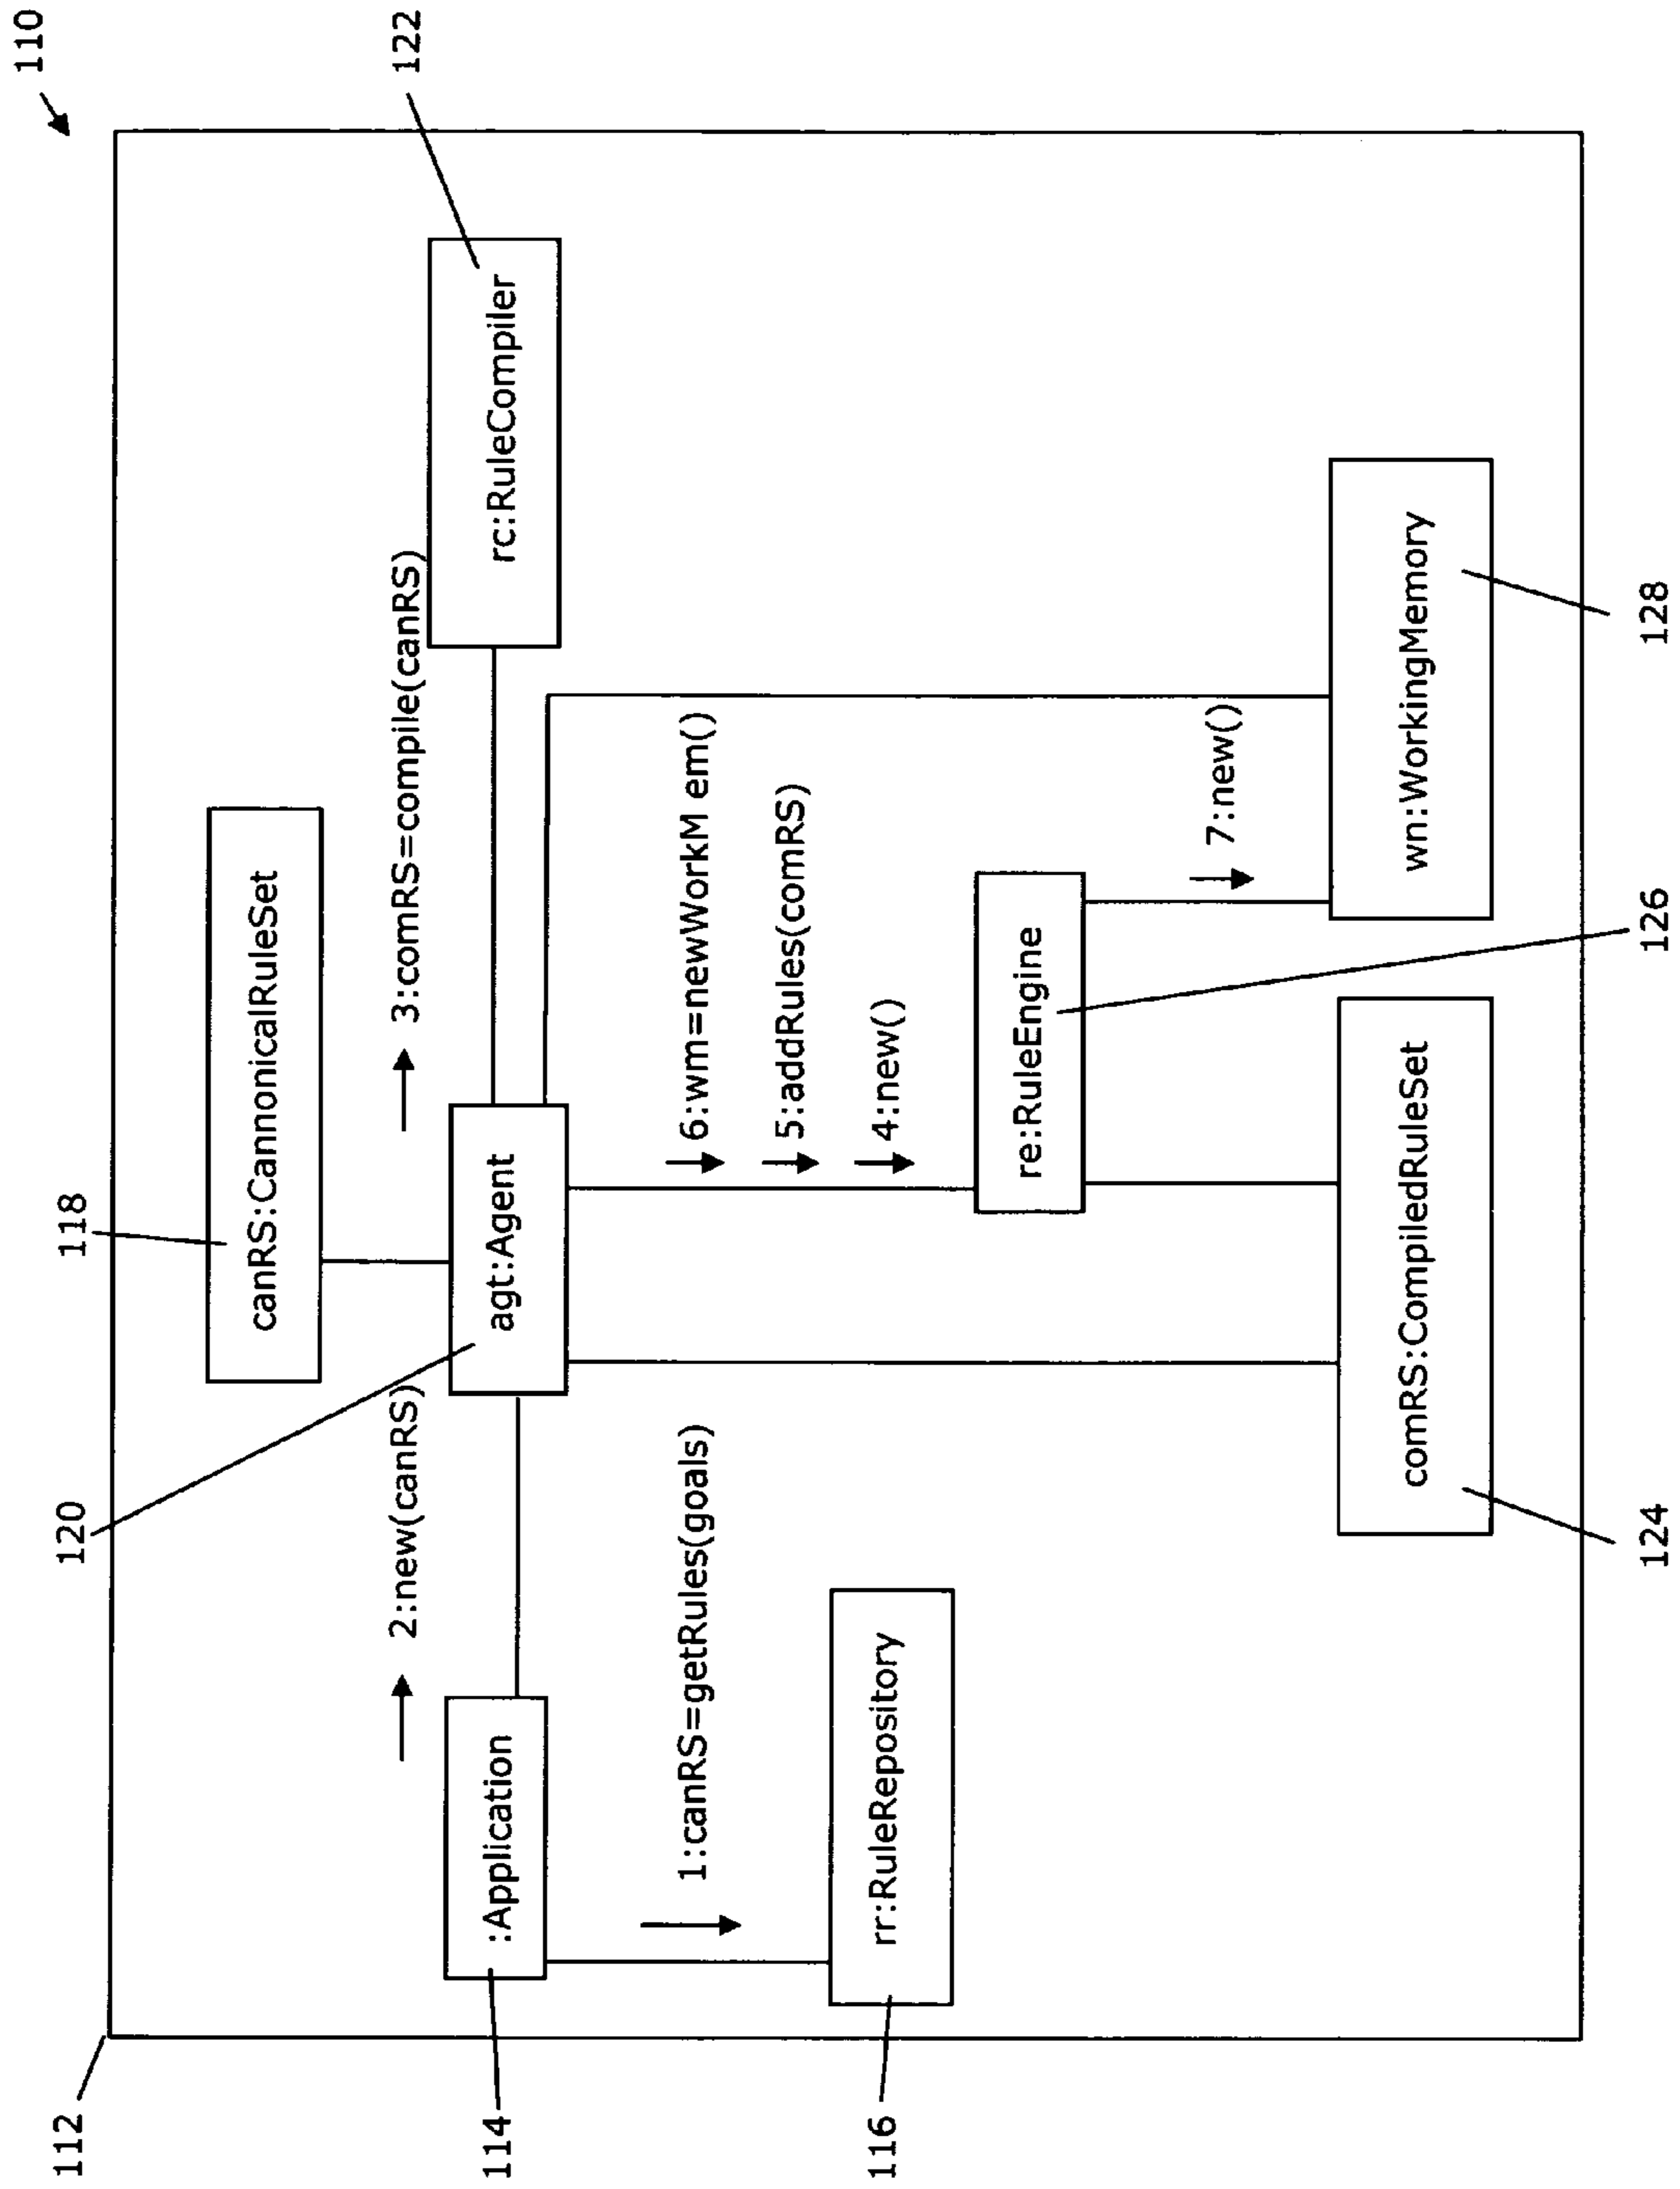 110
112
118
canRS:CannonicalRuleSet
120
122
2:new(canRS)
3:comRS=compile(canRS)
114
:Application
agt:Agent
rc:RuleCompiler
1:canRS=getRules(goals)
6:wm=newWorkM em()
5:addRules(comRS)
4:new()
116
rr:RuleRepository
re:RuleEngine
7:new()
comRS:CompiledRuleSet
wn:WorkingMemory
124
126
128